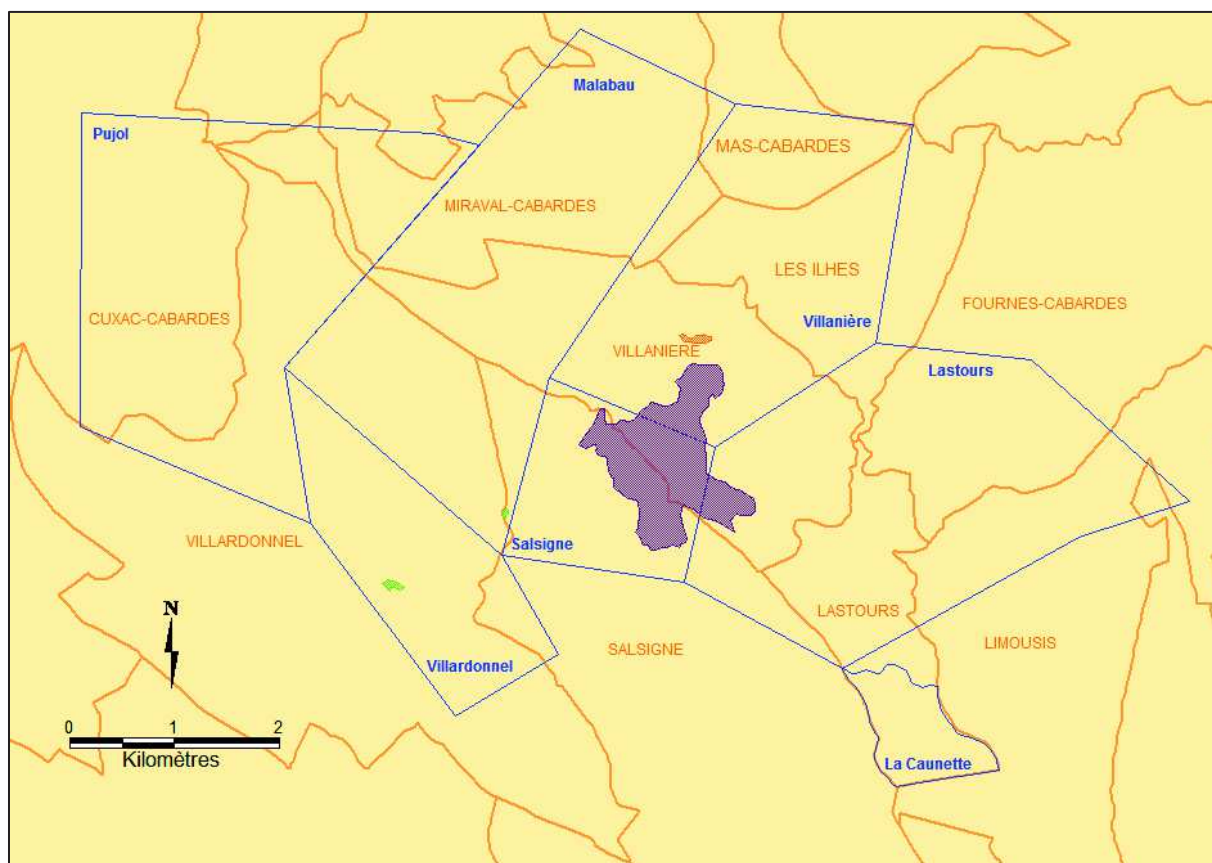 Malabau
Pujol
MAS-CABARDES
MIRAVAL-CABARDES
LES ILHES
FOURNES-CABARDES
CUXAC-CABARDES
Villanière
VILLANIERE
Lastours
VILLARDONNEL
Salsigne
N
LASTOURS
LIMOUSIS
SALSIGNE
Villardonnel
0 1 2
Kilomètres
La Caunette